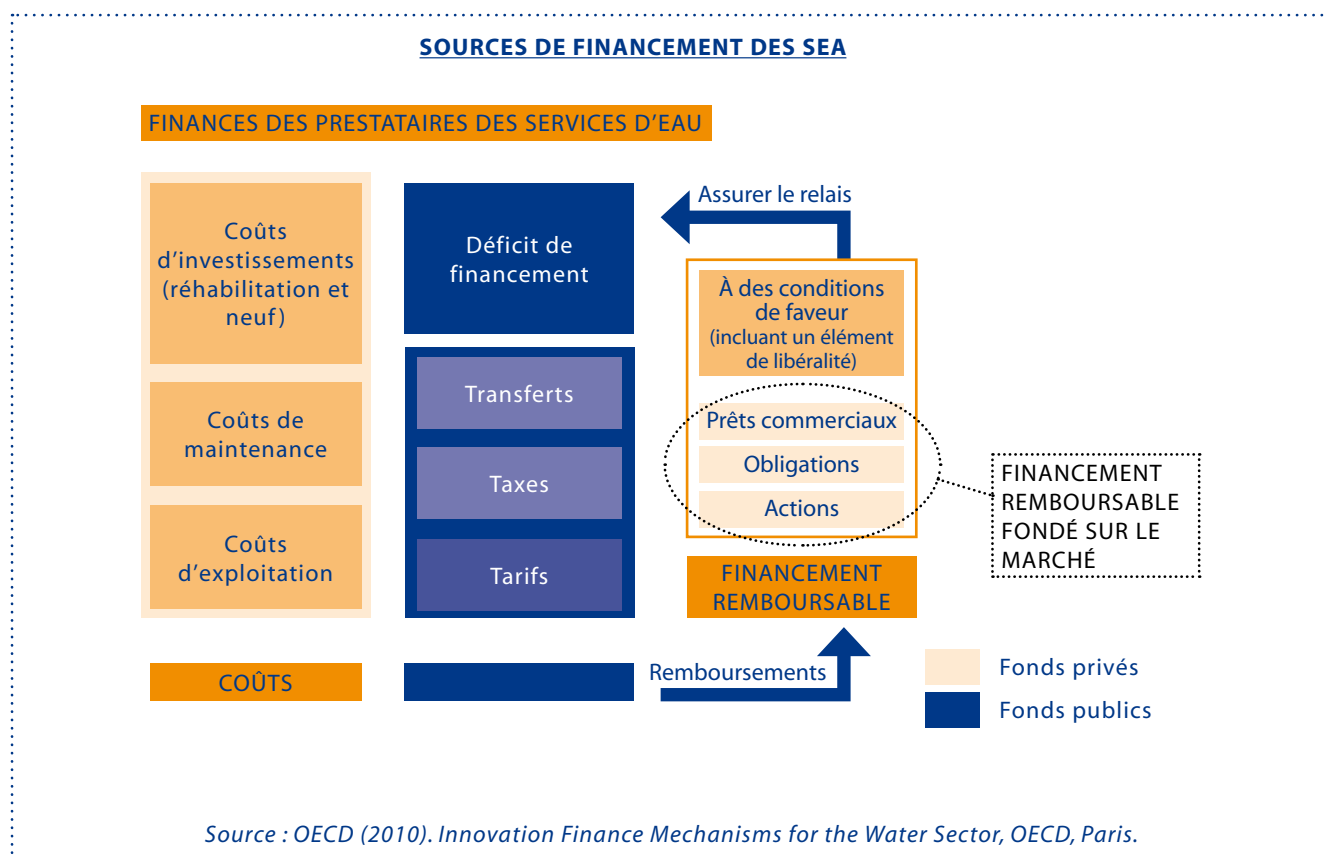 SOURCES DE FINANCEMENT DES SEA
FINANCES DES PRESTATAIRES DES SERVICES D’EAU
Coûts
d’investissements
(réhabilitation et
neuf)
Coûts de
maintenance
Coûts
d’exploitation
COÛTS
Déficit de
financement
Transferts
Taxes
Tarifs
Assurer le relais
À des conditions
de faveur
(incluant un élément
de libéralité)
Prêts commerciaux
Obligations
Actions
FINANCEMENT
REMBOURSABLE
FINANCEMENT
REMBOURSABLE
FONDÉ SUR LE
MARCHÉ
Remboursements
Fonds privés
Fonds publics
Source : OECD (2010). Innovation Finance Mechanisms for the Water Sector, OECD, Paris.